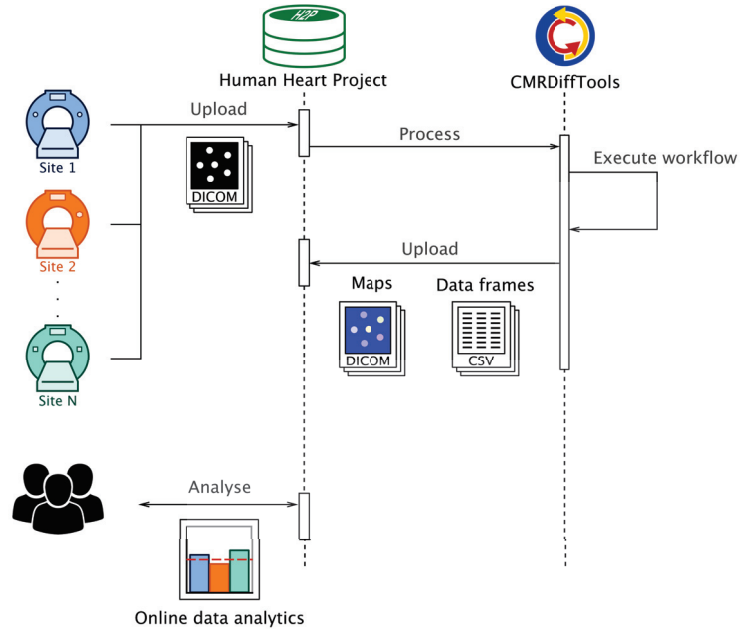 H2P
Human Heart Project
CMRDiffTools
Upload
Site 1
DICOM
Process
Execute workflow
Site 2
Upload
Maps
Data frames
DICOM
CSV
Site N
Analyse
Online data analytics